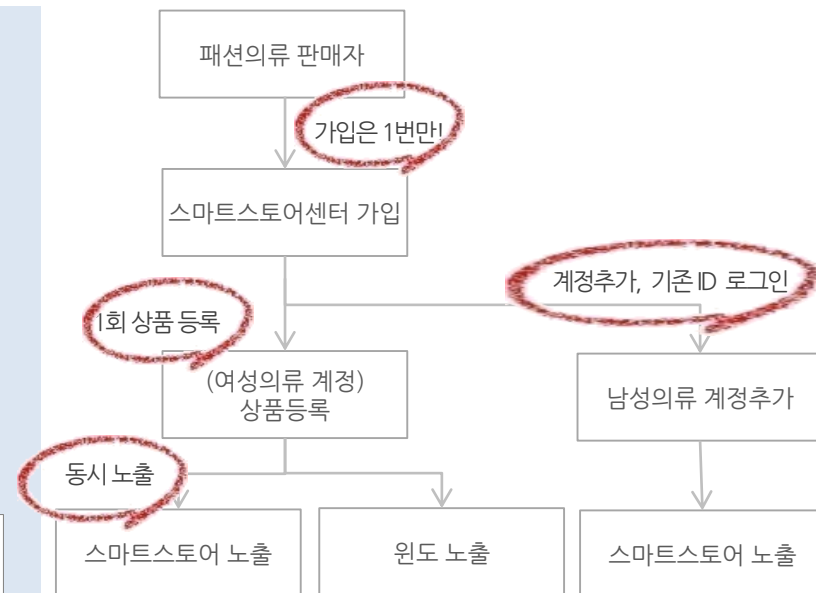 패션의류 판매자
가입은 1번만!
스마트스토어센터 가입
계정추가, 기존 ID 로그인
1회 상품 등록
(여성의류 계정)
상품등록
남성의류 계정추가
동시 노출
스마트스토어 노출
윈도 노출
스마트스토어 노출